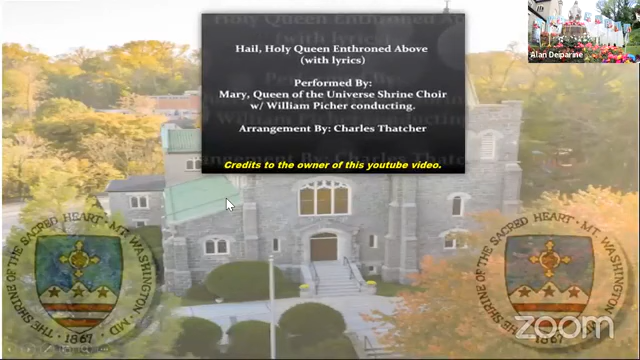 Hail, Holy Queen Enthroned Above
(with lyrics)
Performed By:
Mary, Queen of the Universe Shrine Choir
w/ William Picher conducting.
Arrangement By: Charles Thatcher
Credits to the owner of this youtube video.
Alan Deiparine
THE SHRINE OF THE SACRED HEART · MT. WASHINGTON · MD
1867
THE SHRINE OF THE SACRED HEART · MT. WASHINGTON
1867
zoom